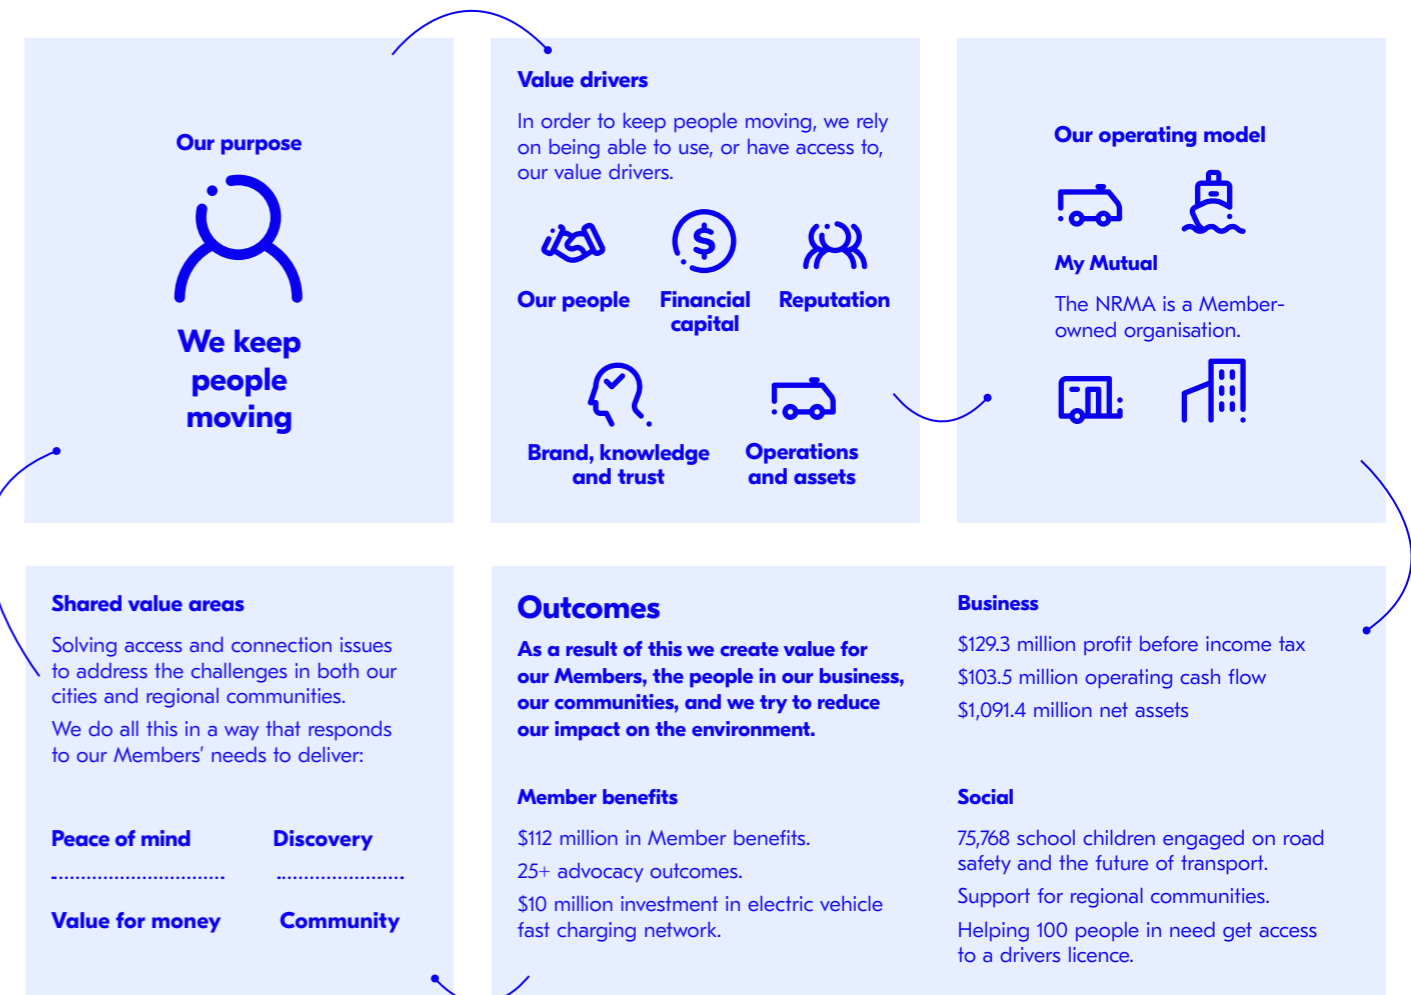 Our purpose
We keep
people
moving
Value drivers
In order to keep people moving, we rely
on being able to use, or have access to,
our value drivers.
$
Our people
Financial
capital
Reputation
Brand, knowledge
and trust
Operations
and assets
Our operating model
My Mutual
The NRMA is a Member-
owned organisation.
Shared value areas
Solving access and connection issues
to address the challenges in both our
cities and regional communities.
We do all this in a way that responds
to our Members’ needs to deliver:
Peace of mind
Discovery
Value for money
Community
Outcomes
As a result of this we create value for
our Members, the people in our business,
our communities, and we try to reduce
our impact on the environment.
Business
$129.3 million profit before income tax
$103.5 million operating cash flow
$1,091.4 million net assets
Member benefits
$112 million in Member benefits.
25+ advocacy outcomes.
$10 million investment in electric vehicle
fast charging network.
Social
75,768 school children engaged on road
safety and the future of transport.
Support for regional communities.
Helping 100 people in need get access
to a drivers licence.